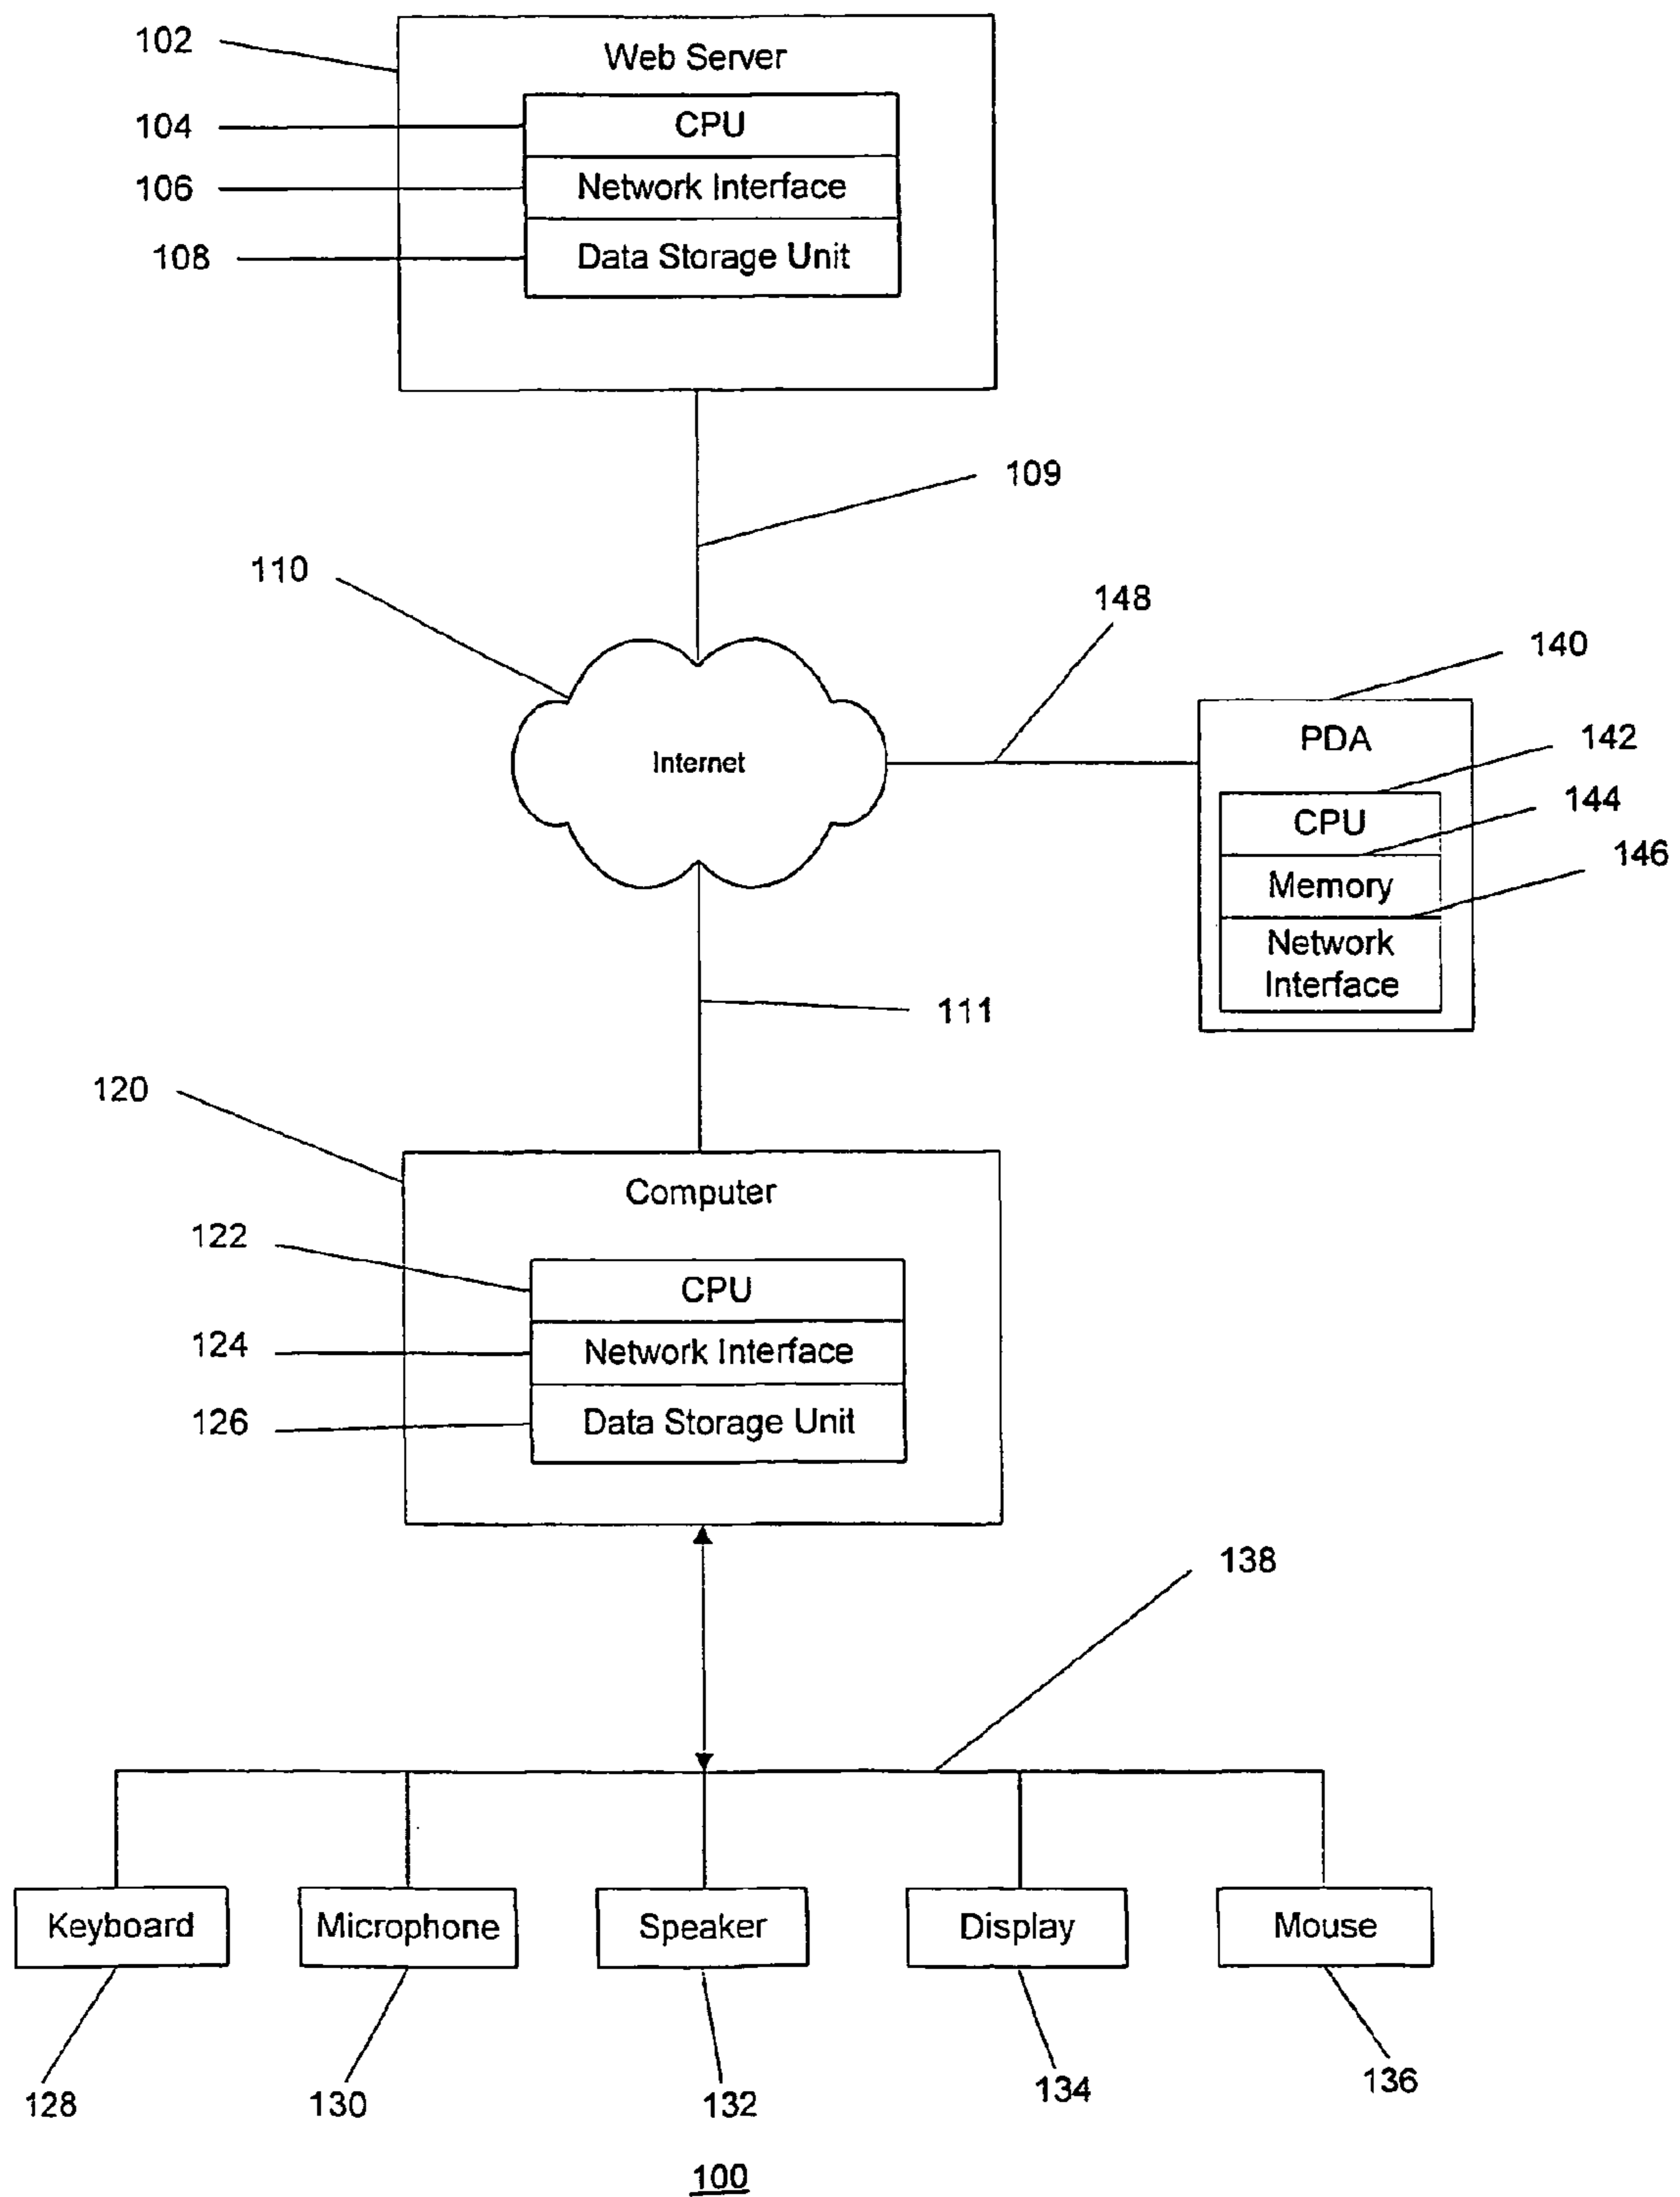 102
Web Server
104
CPU
106
Network Interface
108
Data Storage Unit
109
110
148
140
Internet
PDA
142
CPU
144
Memory
146
Network
Interface
111
120
Computer
122
CPU
124
Network Interface
126
Data Storage Unit
138
Keyboard
Microphone
Speaker
Display
Mouse
128
130
132
134
136
100